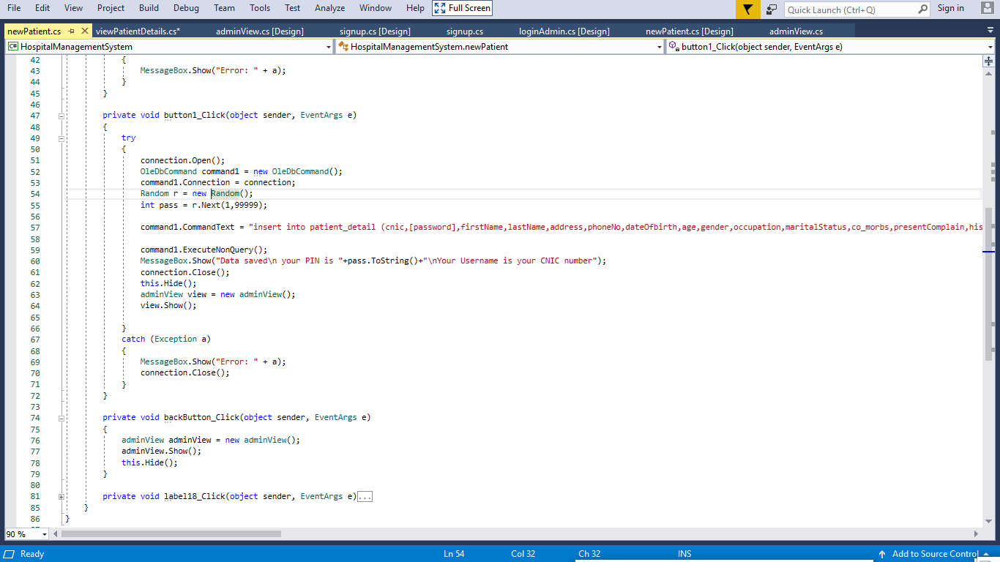 File Edit View Project Build Debug Team Tools Test Analyze Window Help Full Screen Quick Launch (Ctrl+Q) Sign in
newPatient.cs viewPatientDetails.cs* adminView.cs [Design] signup.cs [Design] signup.cs loginAdmin.cs [Design] newPatient.cs [Design] adminView.cs
C# HospitalManagementSystem HospitalManagementSystem.newPatient button1_Click(object sender, EventArgs e)
42 {
43 MessageBox.Show("Error: " + a);
44 }
45 }
46
47 private void button1_Click(object sender, EventArgs e)
48 {
49 try
50 {
51 connection.Open();
52 OleDbCommand command1 = new OleDbCommand();
53 command1.Connection = connection;
54 Random r = new Random();
55 int pass = r.Next(1,99999);
56
57 command1.CommandText = "insert into patient_detail (cnic,[password],firstName,lastName,address,phoneNo,dateOfbirth,age,gender,occupation,maritalStatus,co_morbs,presentComplain,his
58
59 command1.ExecuteNonQuery();
60 MessageBox.Show("Data saved\n your PIN is "+pass.ToString()+"\nYour Username is your CNIC number");
61 connection.Close();
62 this.Hide();
63 adminView view = new adminView();
64 view.Show();
65
66 }
67 catch (Exception a)
68 {
69 MessageBox.Show("Error: " + a);
70 connection.Close();
71 }
72 }
73
74 private void backButton_Click(object sender, EventArgs e)
75 {
76 adminView adminView = new adminView();
77 adminView.Show();
78 this.Hide();
79 }
80
81 private void label18_Click(object sender, EventArgs e)...
85 }
86 }
90 %
Ready Ln 54 Col 32 Ch 32 INS Add to Source Control